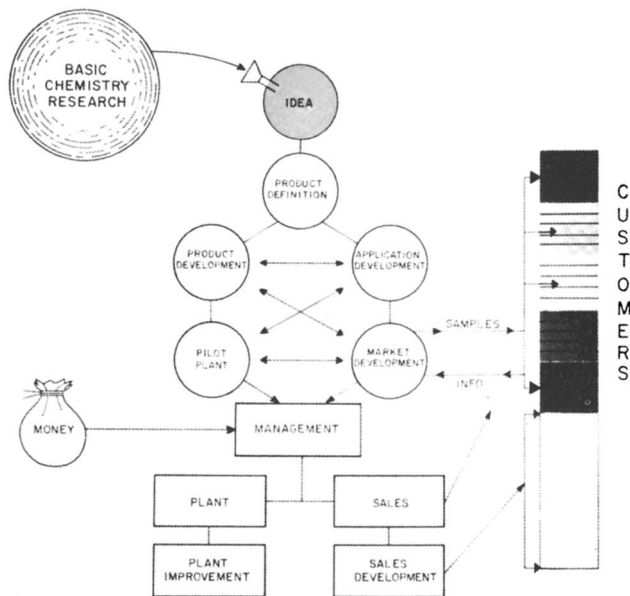 BASIC
CHEMISTRY
RESEARCH
IDEA
PRODUCT
DEFINITION
PRODUCT
DEVELOPMENT
APPLICATION
DEVELOPMENT
PILOT
PLANT
MARKET
DEVELOPMENT
SAMPLES
INFO.
CUSTOMERS
MONEY
MANAGEMENT
PLANT
SALES
PLANT
IMPROVEMENT
SALES
DEVELOPMENT